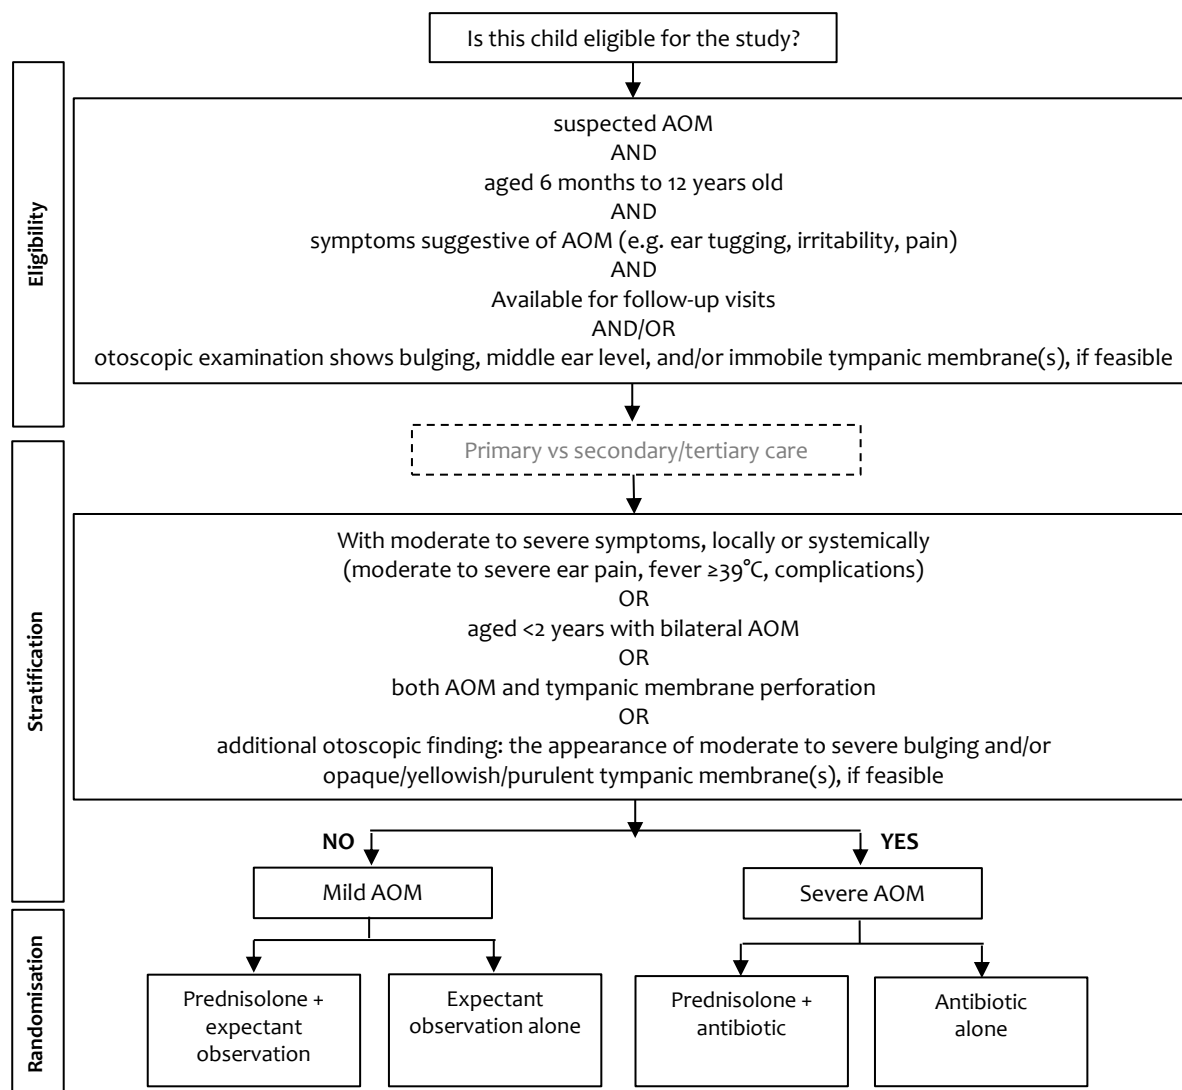 Is this child eligible for the study?
Eligibility
suspected AOM
AND
aged 6 months to 12 years old
AND
symptoms suggestive of AOM (e.g. ear tugging, irritability, pain)
AND
Available for follow-up visits
AND/OR
otoscopic examination shows bulging, middle ear level, and/or immobile tympanic membrane(s), if feasible
Stratification
Primary vs secondary/tertiary care
With moderate to severe symptoms, locally or systemically
(moderate to severe ear pain, fever ≥39°C, complications)
OR
aged <2 years with bilateral AOM
OR
both AOM and tympanic membrane perforation
OR
additional otoscopic finding: the appearance of moderate to severe bulging and/or
opaque/yellowish/purulent tympanic membrane(s), if feasible
NO
YES
Mild AOM
Severe AOM
Randomisation
Prednisolone +
expectant
observation
Expectant
observation alone
Prednisolone +
antibiotic
Antibiotic
alone